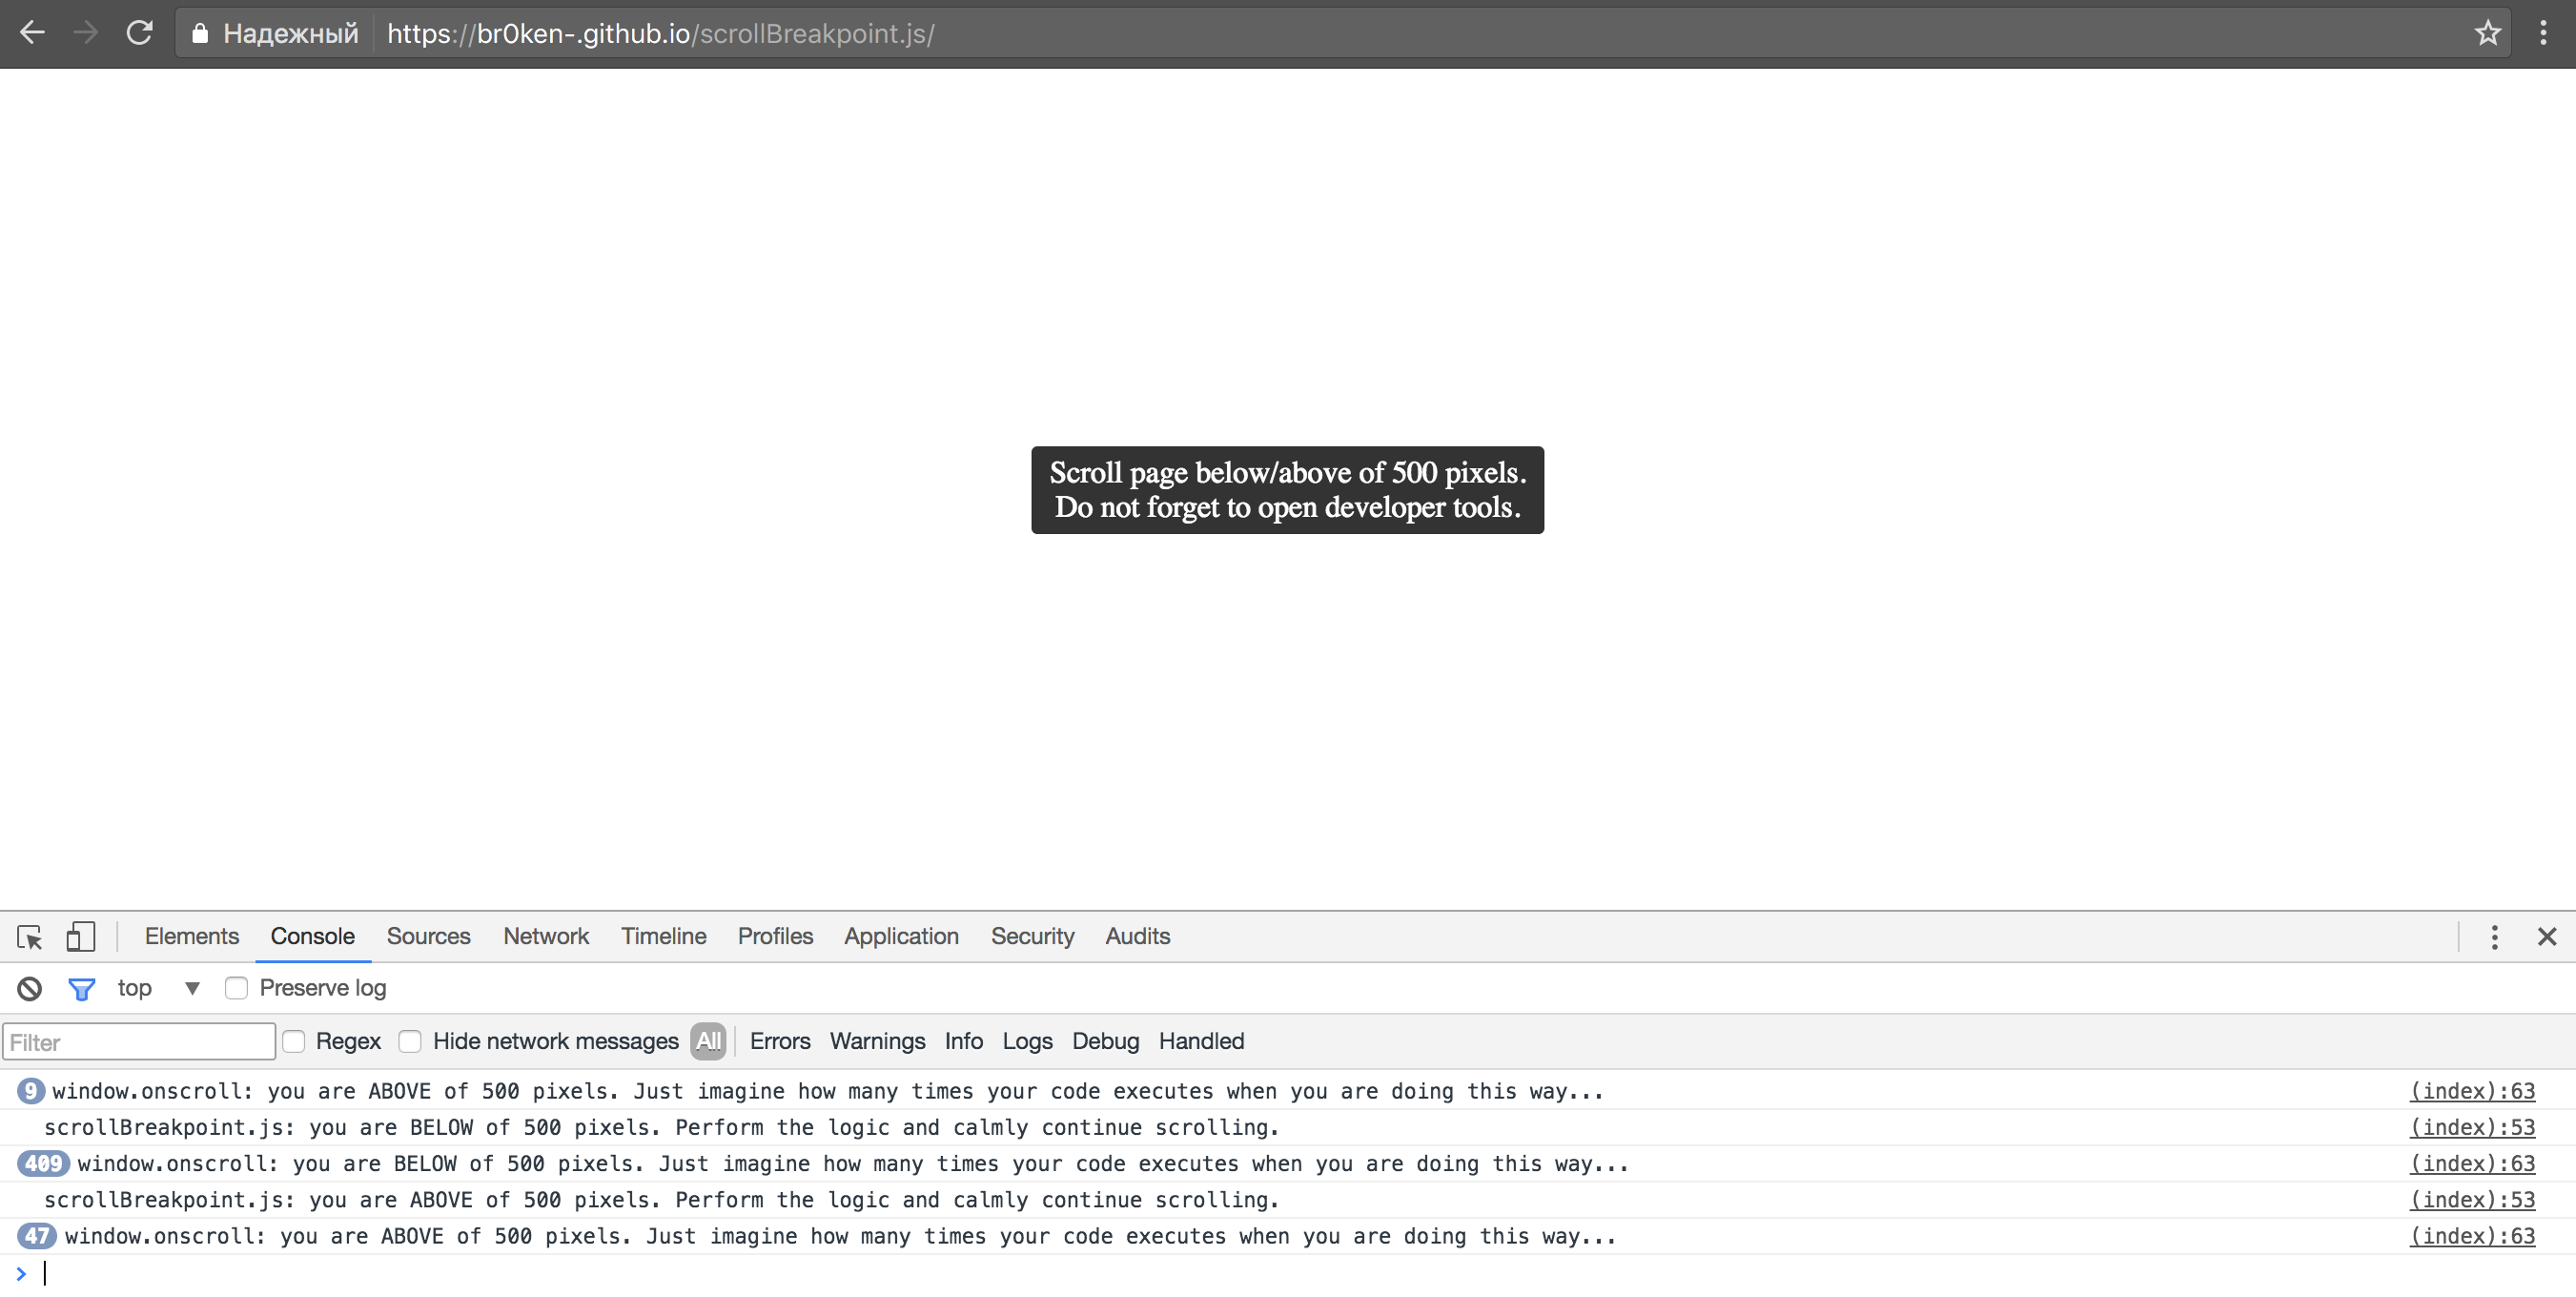 Надежный https://br0ken-.github.io/scrollBreakpoint.js/
Scroll page below/above of 500 pixels.
Do not forget to open developer tools.
Elements Console Sources Network Timeline Profiles Application Security Audits
top Preserve log
Filter Regex Hide network messages All Errors Warnings Info Logs Debug Handled
9 window.onscroll: you are ABOVE of 500 pixels. Just imagine how many times your code executes when you are doing this way... (index):63
scrollBreakpoint.js: you are BELOW of 500 pixels. Perform the logic and calmly continue scrolling. (index):53
409 window.onscroll: you are BELOW of 500 pixels. Just imagine how many times your code executes when you are doing this way... (index):63
scrollBreakpoint.js: you are ABOVE of 500 pixels. Perform the logic and calmly continue scrolling. (index):53
47 window.onscroll: you are ABOVE of 500 pixels. Just imagine how many times your code executes when you are doing this way... (index):63